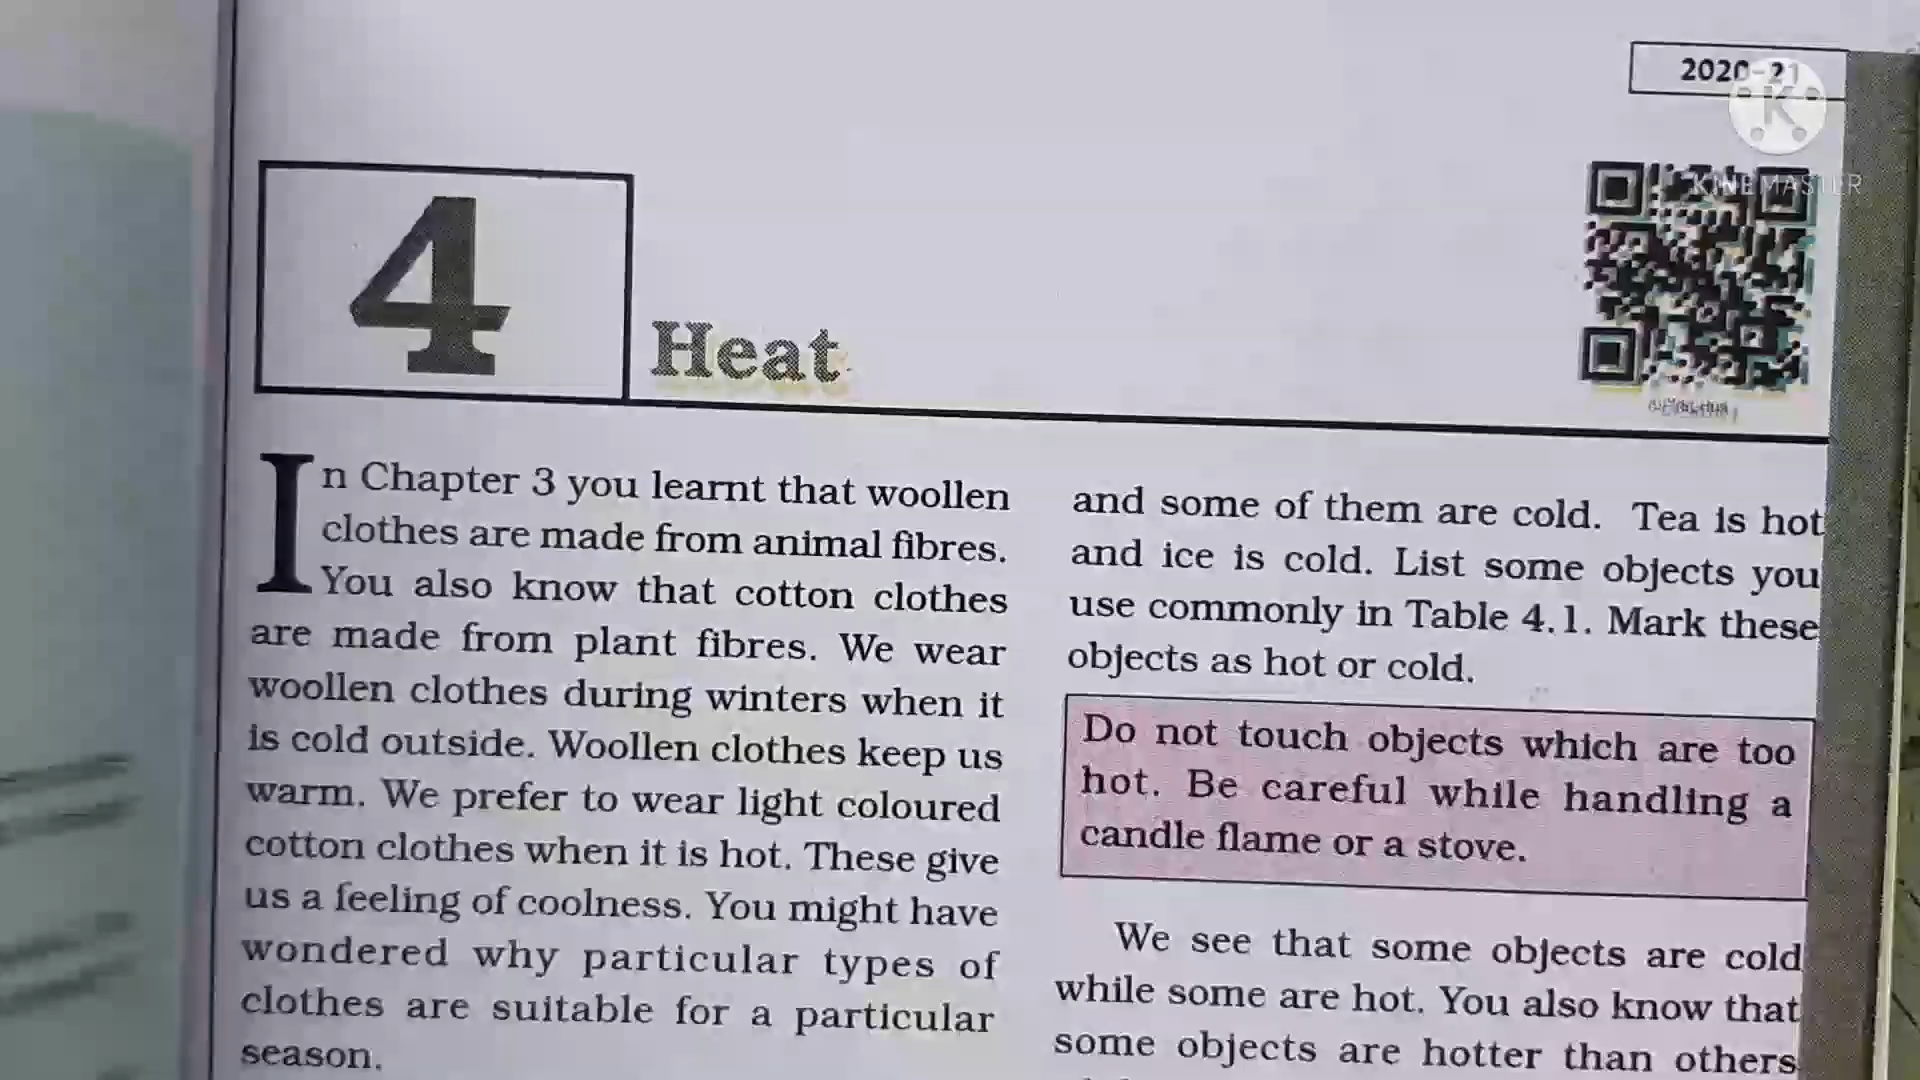 2020-21
KINEMASTER
4
Heat
In Chapter 3 you learnt that woollen
clothes are made from animal fibres.
You also know that cotton clothes
are made from plant fibres. We wear
woollen clothes during winters when it
is cold outside. Woollen clothes keep us
warm. We prefer to wear light coloured
cotton clothes when it is hot. These give
us a feeling of coolness. You might have
wondered why particular types of
clothes are suitable for a particular
season.
and some of them are cold. Tea is hot
and ice is cold. List some objects you
use commonly in Table 4.1. Mark these
objects as hot or cold.
Do not touch objects which are too
hot. Be careful while handling a
candle flame or a stove.
We see that some objects are cold
while some are hot. You also know that
some objects are hotter than others